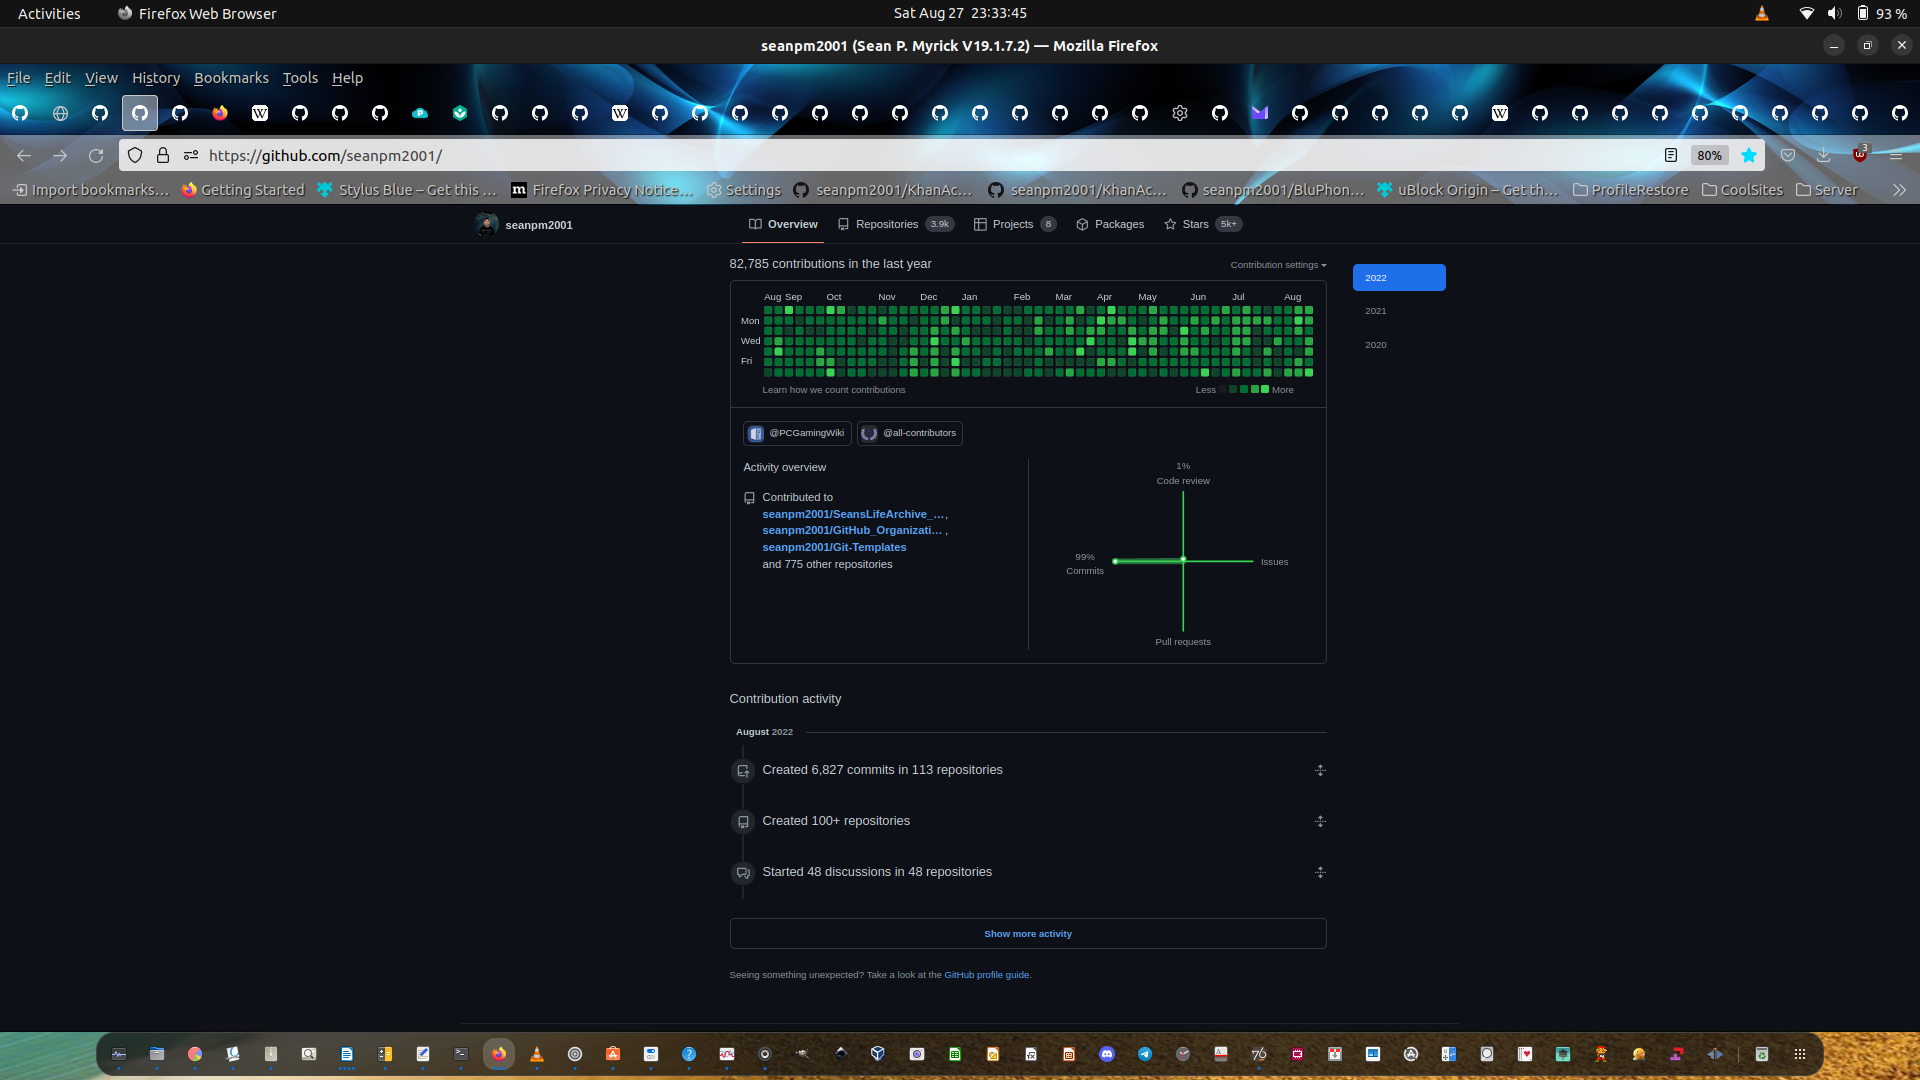 Activities
Firefox Web Browser
Sat Aug 27 23:33:45
93 %
seanpm2001 (Sean P. Myrick V19.1.7.2) — Mozilla Firefox
File Edit View History Bookmarks Tools Help
https://github.com/seanpm2001/
80%
3
Import bookmarks…
Getting Started
Stylus Blue – Get this …
Firefox Privacy Notice…
Settings
seanpm2001/KhanAc…
seanpm2001/KhanAc…
seanpm2001/BluPhon…
uBlock Origin – Get th…
ProfileRestore
CoolSites
Server
seanpm2001
Overview
Repositories 3.9k
Projects 8
Packages
Stars 5k+
82,785 contributions in the last year
Contribution settings
2022
2021
2020
Aug Sep Oct Nov Dec Jan Feb Mar Apr May Jun Jul Aug
Mon
Wed
Fri
Learn how we count contributions
Less More
@PCGamingWiki
@all-contributors
Activity overview
Contributed to
seanpm2001/SeansLifeArchive_…,
seanpm2001/GitHub_Organizati… ,
seanpm2001/Git-Templates
and 775 other repositories
1%
Code review
99%
Commits
Issues
Pull requests
Contribution activity
August 2022
Created 6,827 commits in 113 repositories
Created 100+ repositories
Started 48 discussions in 48 repositories
Show more activity
Seeing something unexpected? Take a look at the GitHub profile guide.